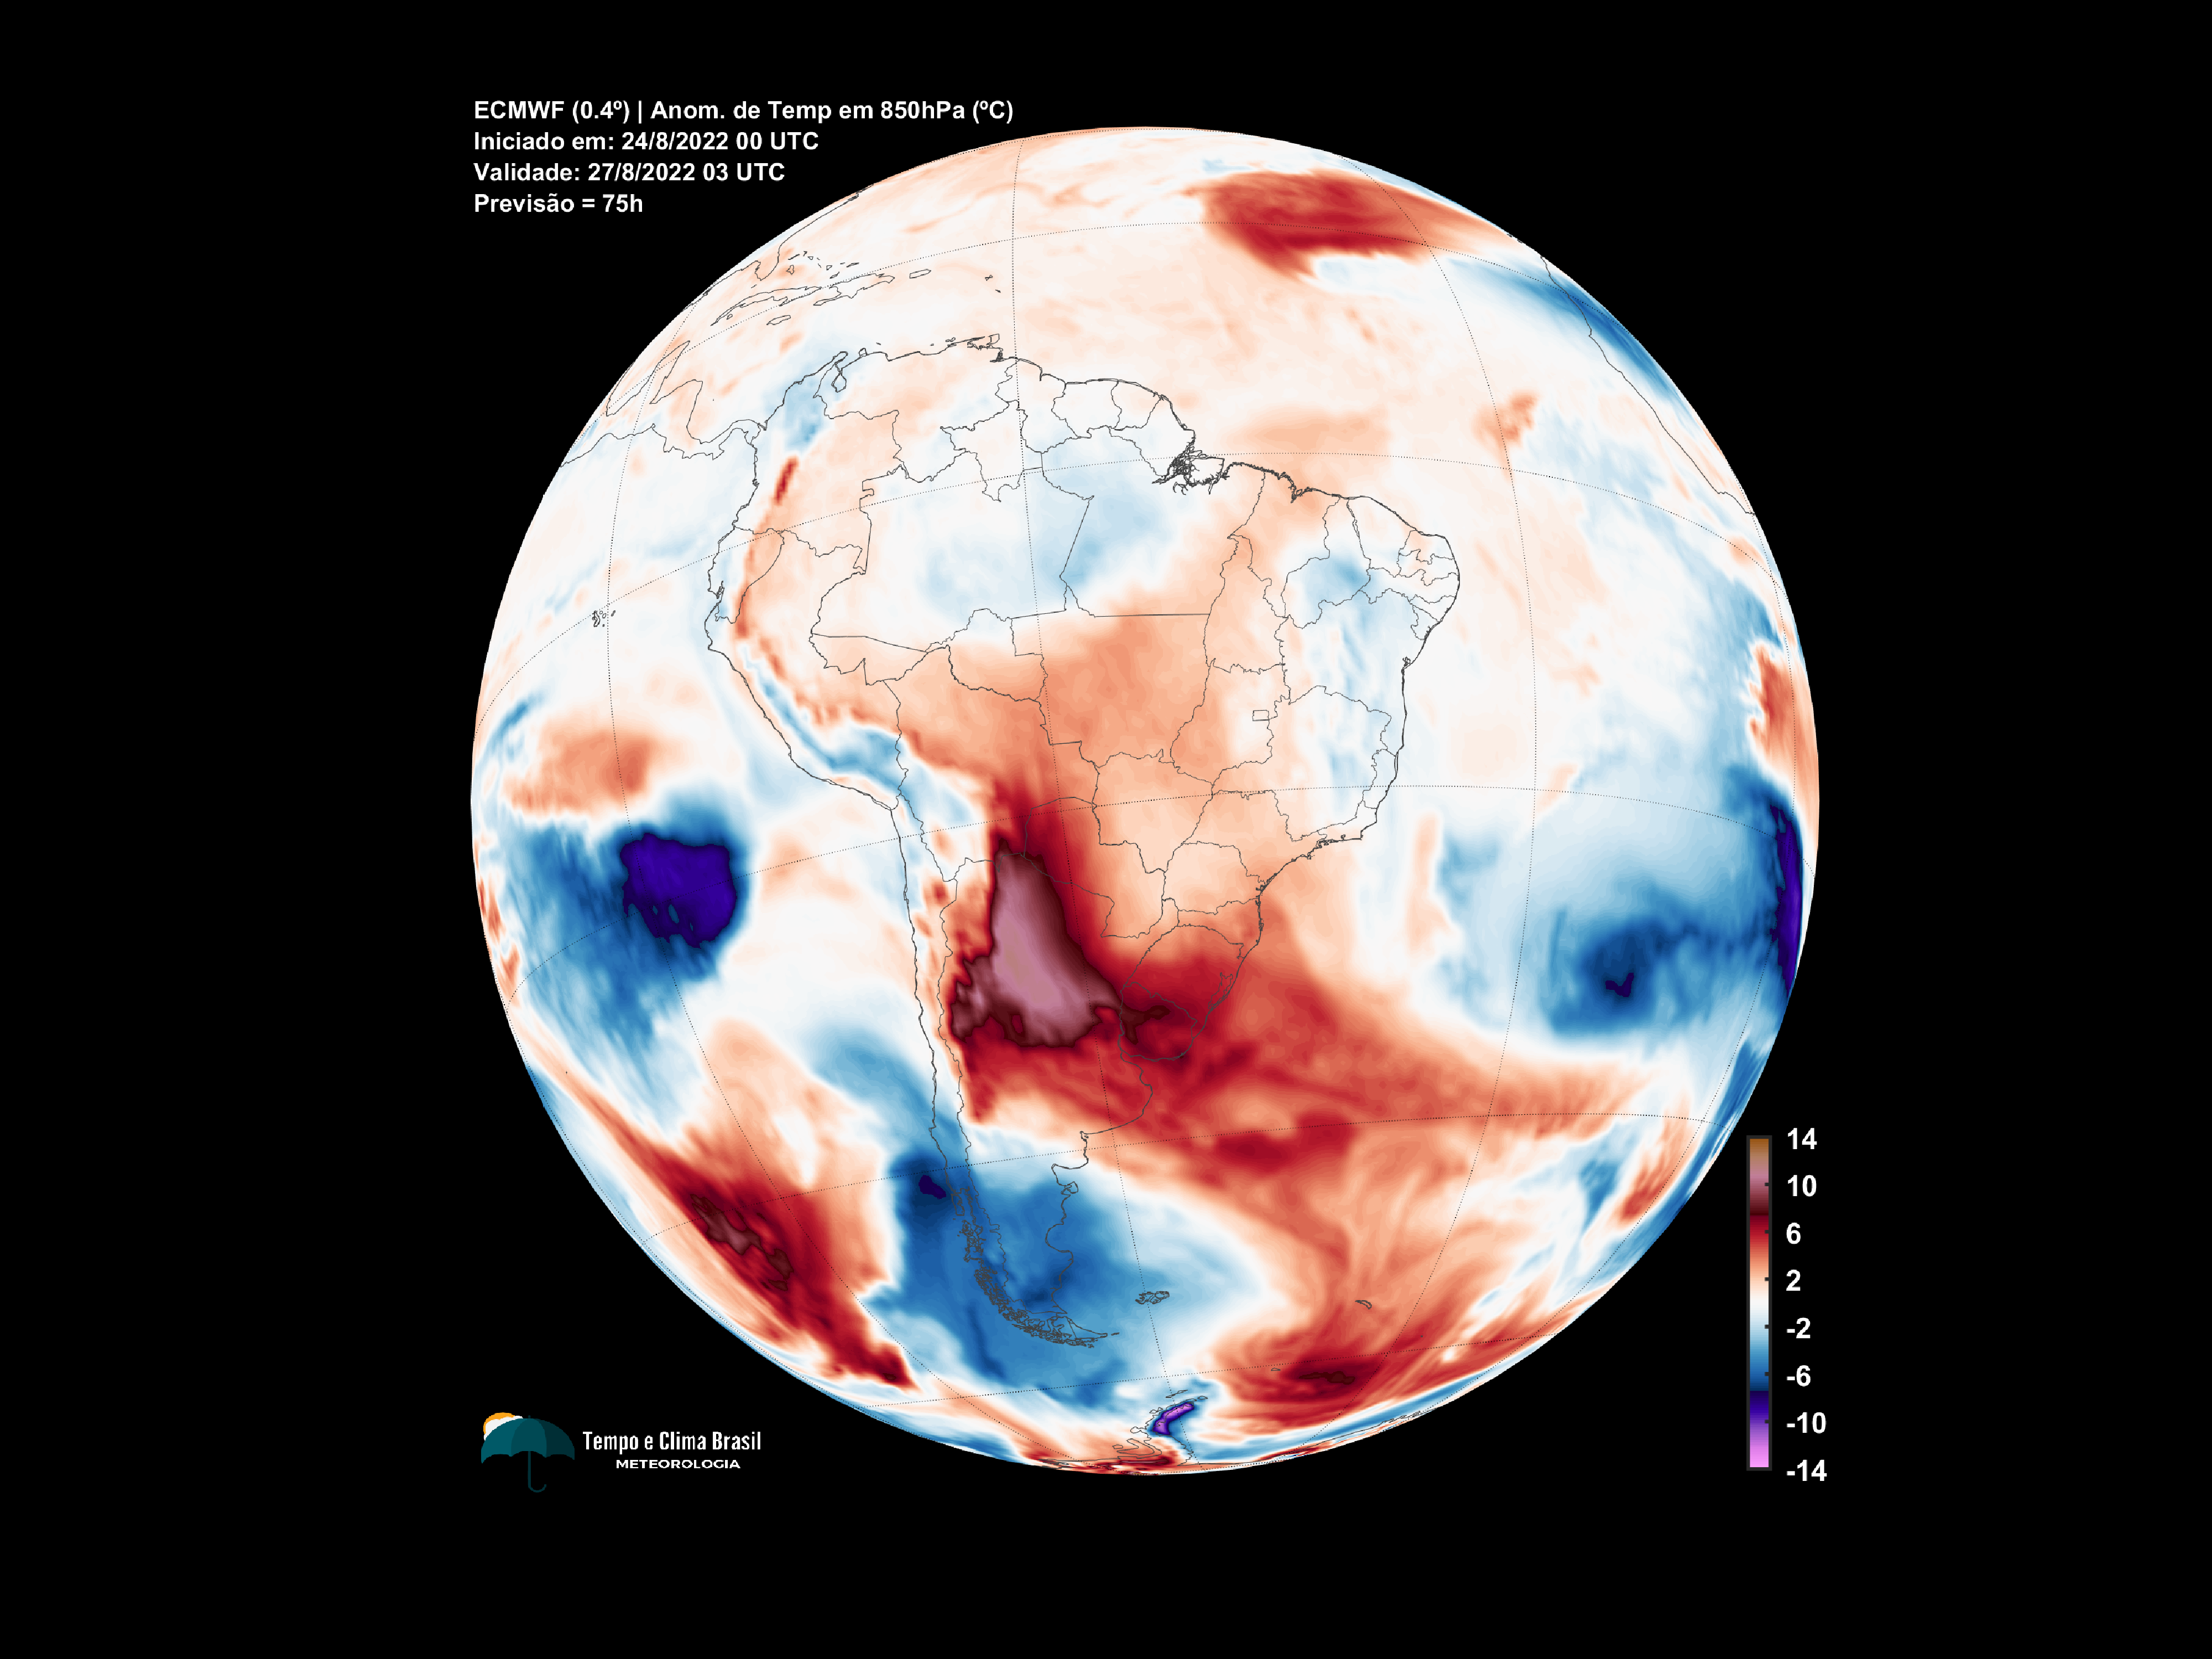 ECMWF (0.4º) | Anom. de Temp em 850hPa (ºC)
Iniciado em: 24/8/2022 00 UTC
Validade: 27/8/2022 03 UTC
Previsão = 75h
14
10
6
2
-2
-6
-10
-14
Tempo e Clima Brasil
METEOROLOGIA